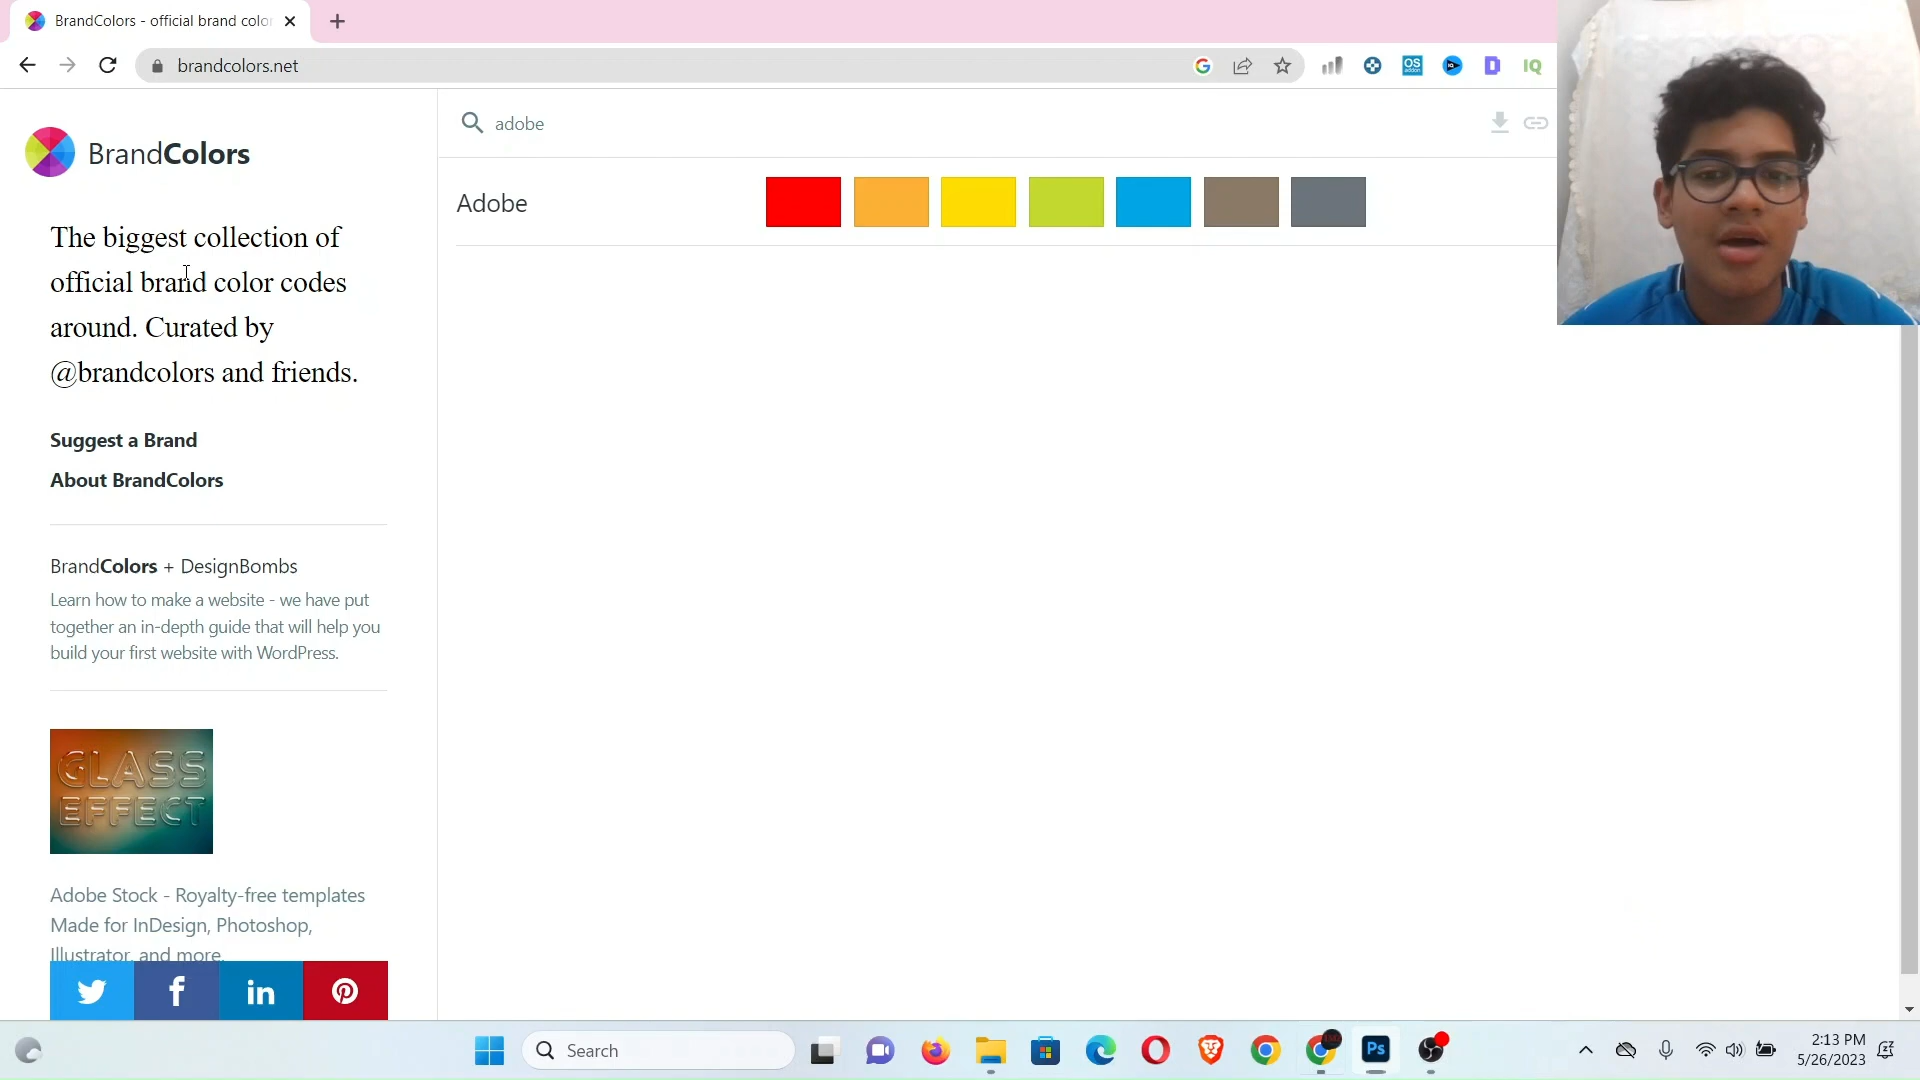 BrandColors - official brand color
brandcolors.net
OS
IQ
BrandColors
adobe
Adobe
The biggest collection of
official brand color codes
around. Curated by
@brandcolors and friends.
Suggest a Brand
About BrandColors
BrandColors + DesignBombs
Learn how to make a website - we have put
together an in-depth guide that will help you
build your first website with WordPress.
GLASS
EFFECT
Adobe Stock - Royalty-free templates
Made for InDesign, Photoshop,
Illustrator, and more.
Search
Ps
2:13 PM
5/26/2023